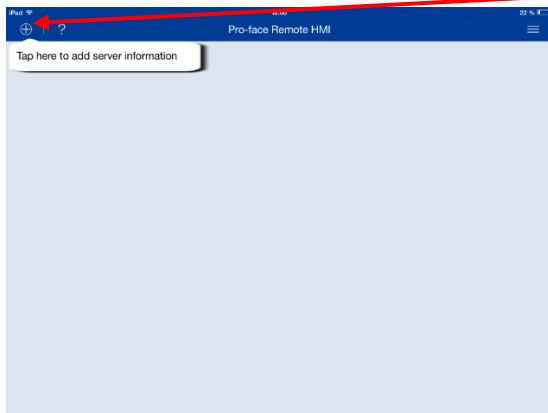 iPad
22 %
? Pro-face Remote HMI
Tap here to add server information